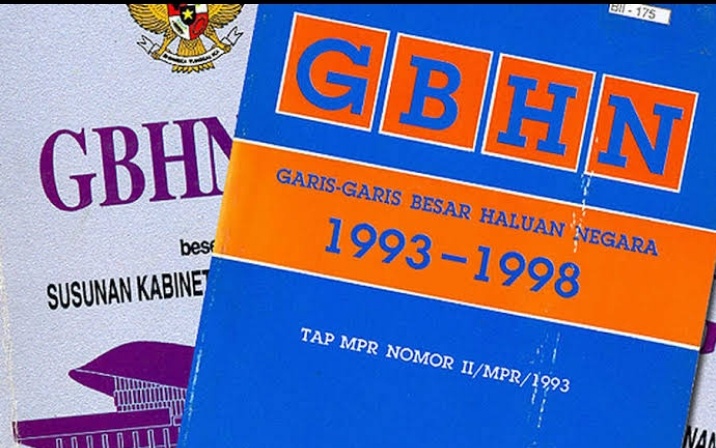 BII - 175
GBHN
GARIS-GARIS BESAR HALUAN NEGARA
1993-1998
TAP MPR NOMOR II/MPR/1993
GBHN
bese
SUSUNAN KABINET
NAM